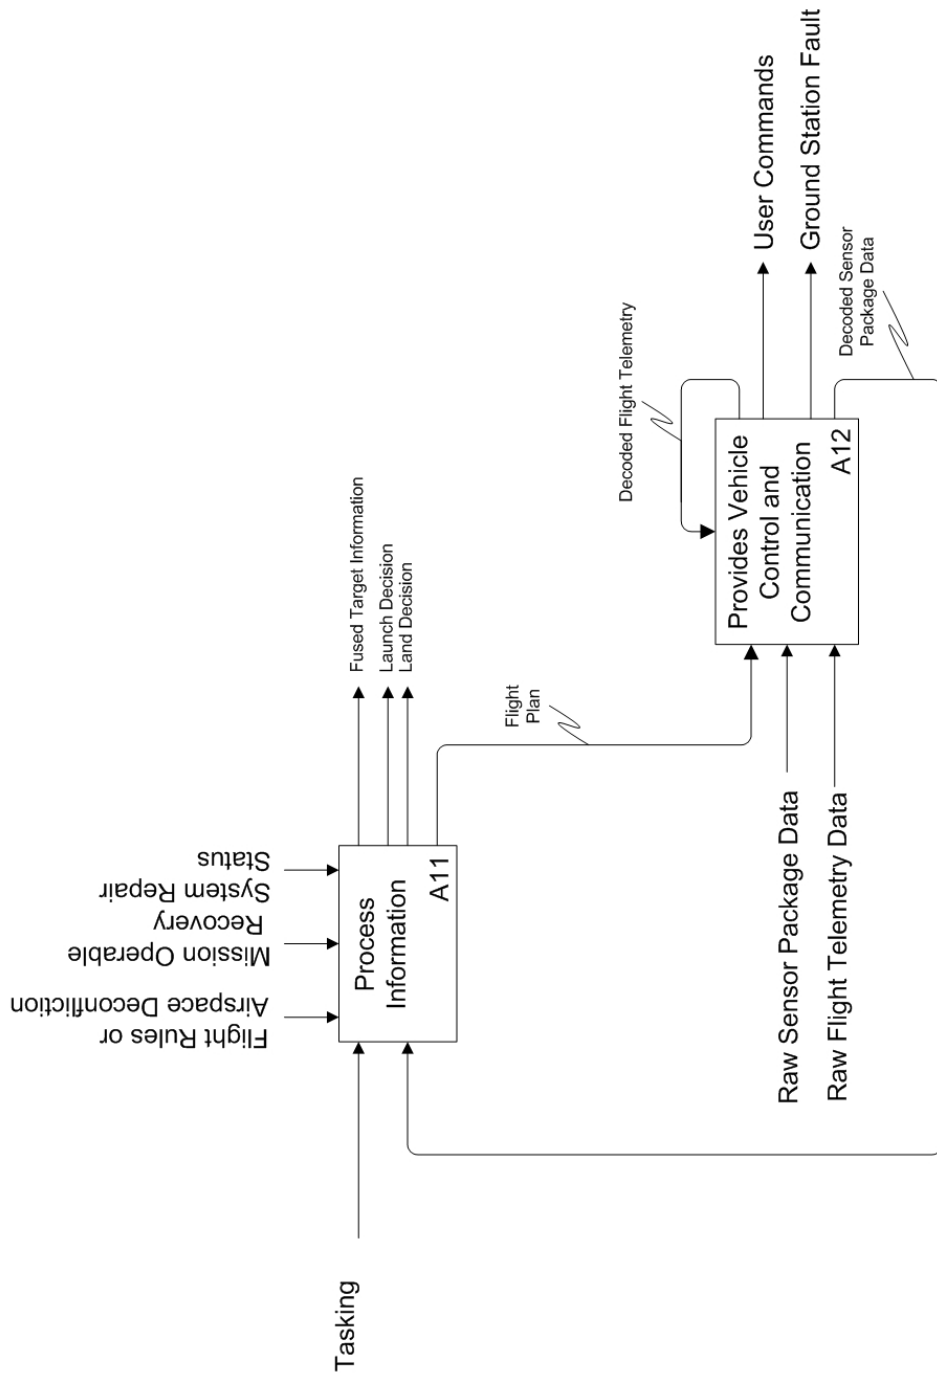 Flight Rules or
Airspace Deconfliction
Mission Operable
Recovery
System Repair
Status
Tasking
Process
Information
A11
Fused Target Information
Launch Decision
Land Decision
Flight
Plan
Decoded Flight Telemetry
Provides Vehicle
Control and
Communication
A12
User Commands
Ground Station Fault
Decoded Sensor
Package Data
Raw Sensor Package Data
Raw Flight Telemetry Data